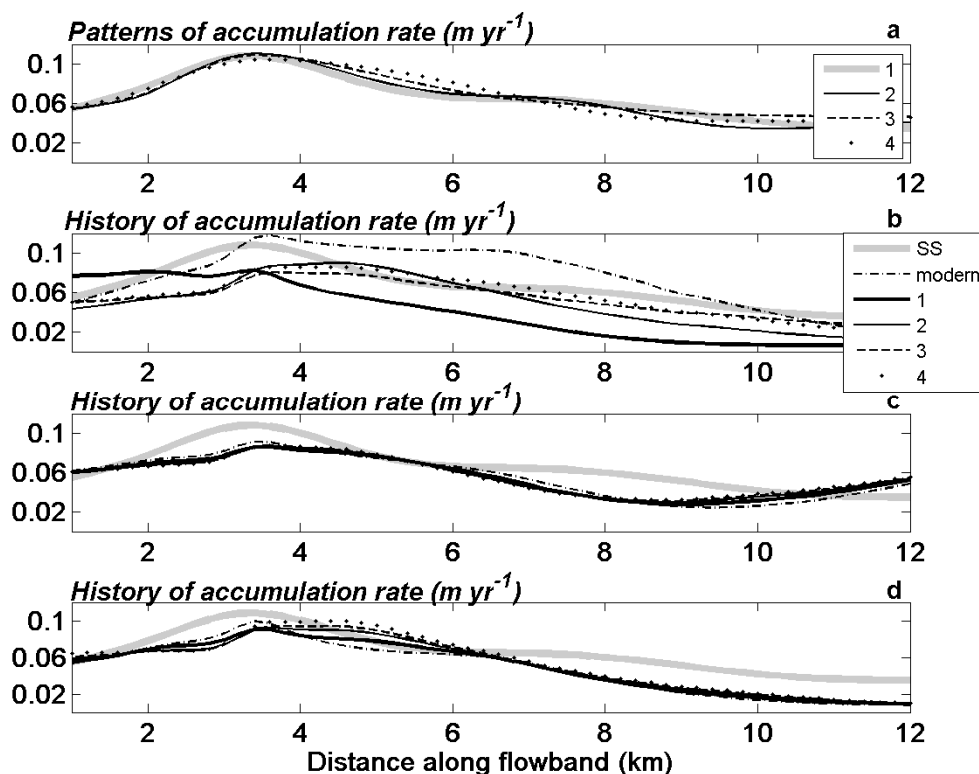 Patterns of accumulation rate (m yr⁻¹)
a
0.1
0.06
0.02
1
2
3
4
2 4 6 8 10 12
History of accumulation rate (m yr⁻¹)
b
0.1
0.06
0.02
SS
modern
1
2
3
4
2 4 6 8 10 12
History of accumulation rate (m yr⁻¹)
c
0.1
0.06
0.02
2 4 6 8 10 12
History of accumulation rate (m yr⁻¹)
d
0.1
0.06
0.02
2 4 6 8 10 12
Distance along flowband (km)